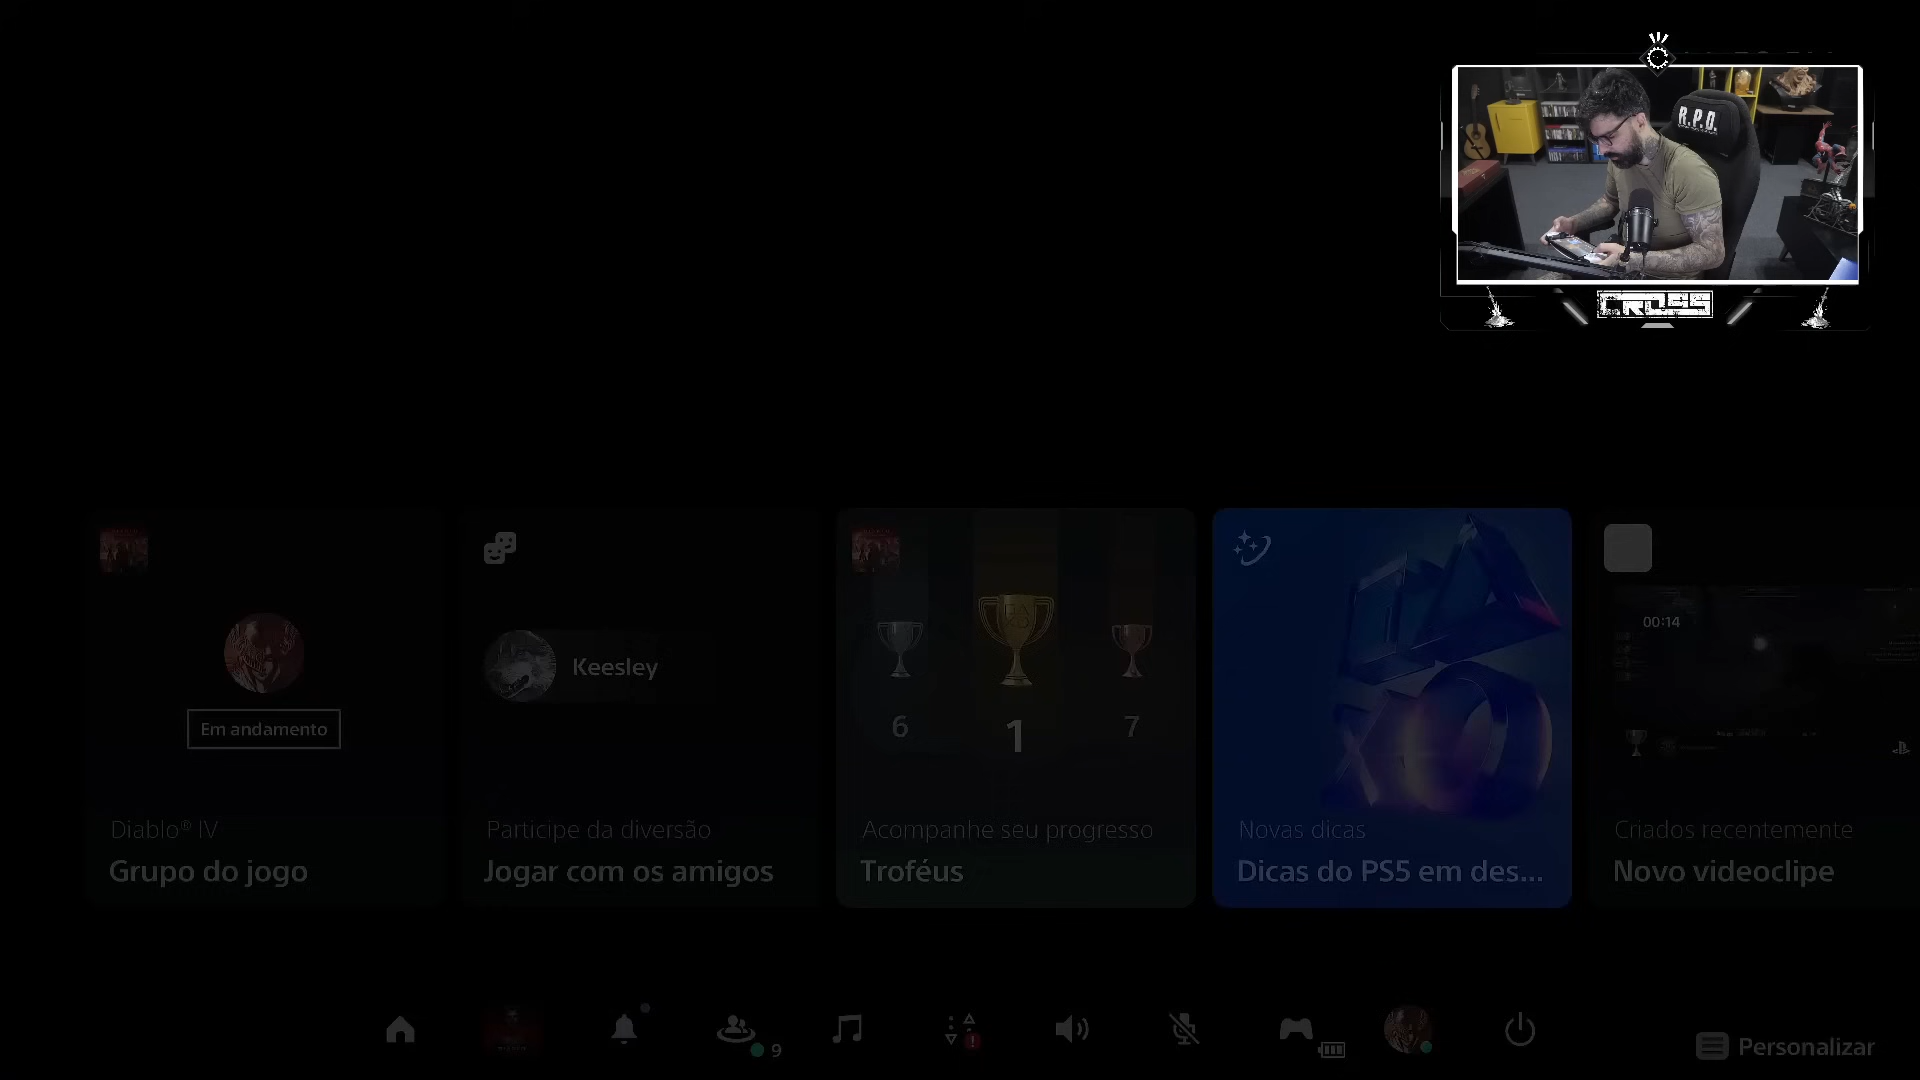 R.P.D.
CROSS
Keesley
Em andamento
6
1
7
00:14
Diablo® IV
Grupo do jogo
Participe da diversão
Jogar com os amigos
Acompanhe seu progresso
Troféus
Novas dicas
Dicas do PS5 em des...
Criados recentemente
Novo videoclipe
9
Personalizar